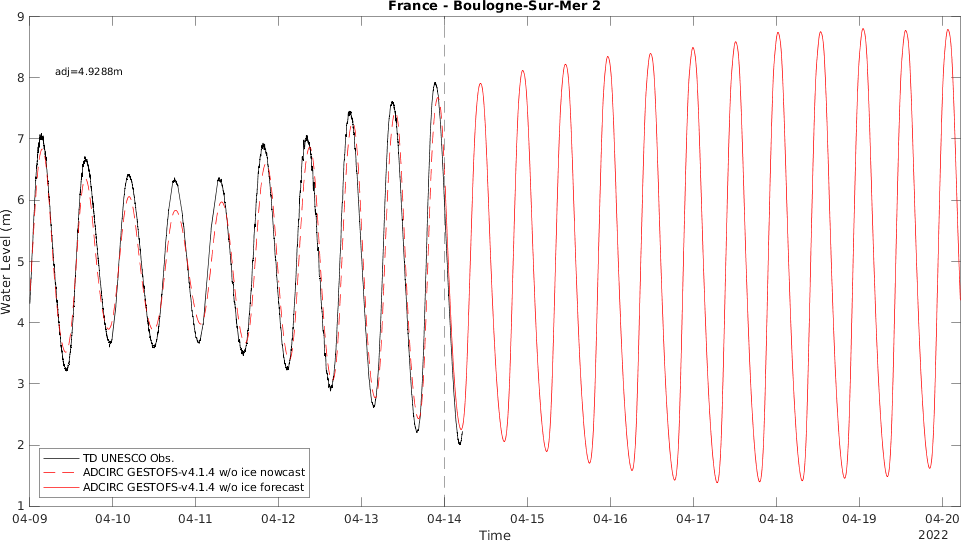 France - Boulogne-Sur-Mer 2
9
8
7
6
5
4
3
2
1
Water Level (m)
adj=4.9288m
TD UNESCO Obs.
ADCIRC GESTOFS-v4.1.4 w/o ice nowcast
ADCIRC GESTOFS-v4.1.4 w/o ice forecast
04-09 04-10 04-11 04-12 04-13 04-14 04-15 04-16 04-17 04-18 04-19 04-20
Time
2022